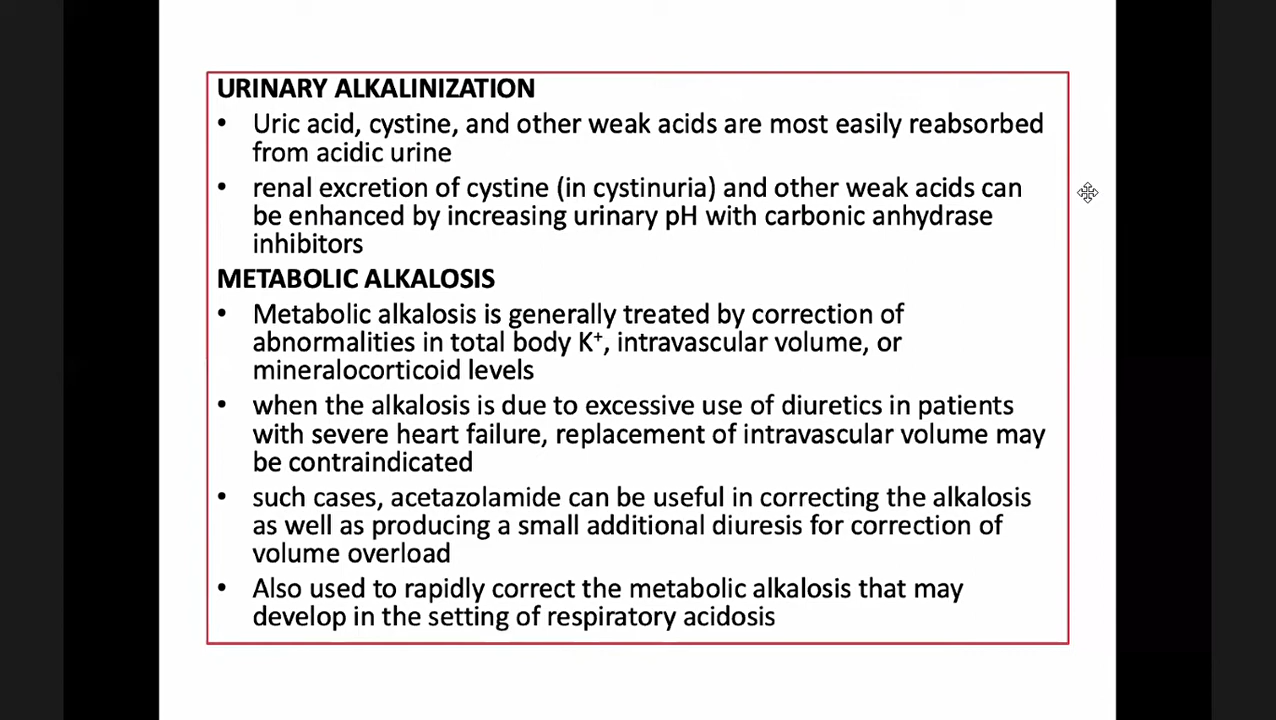 URINARY ALKALINIZATION
• Uric acid, cystine, and other weak acids are most easily reabsorbed
from acidic urine
• renal excretion of cystine (in cystinuria) and other weak acids can
be enhanced by increasing urinary pH with carbonic anhydrase
inhibitors
METABOLIC ALKALOSIS
• Metabolic alkalosis is generally treated by correction of
abnormalities in total body K⁺, intravascular volume, or
mineralocorticoid levels
• when the alkalosis is due to excessive use of diuretics in patients
with severe heart failure, replacement of intravascular volume may
be contraindicated
• such cases, acetazolamide can be useful in correcting the alkalosis
as well as producing a small additional diuresis for correction of
volume overload
• Also used to rapidly correct the metabolic alkalosis that may
develop in the setting of respiratory acidosis